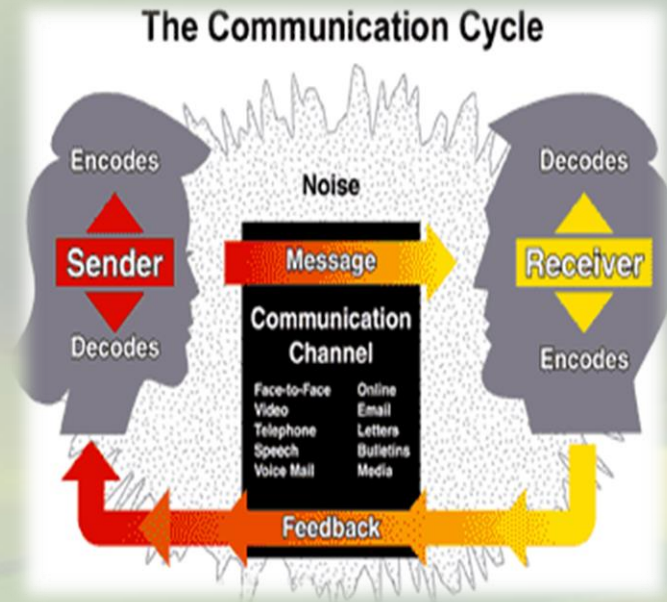 The Communication Cycle
Encodes
Sender
Decodes
Noise
Message
Communication
Channel
Face-to-Face Online
Video Email
Telephone Letters
Speech Bulletins
Voice Mail Media
Decodes
Receiver
Encodes
Feedback